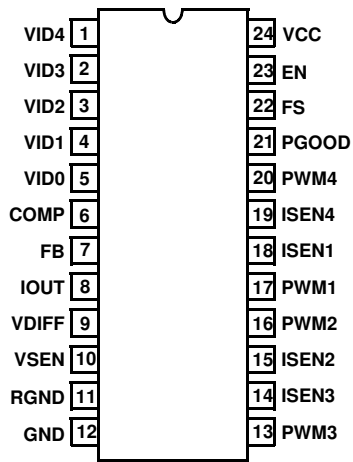 VID4 1 24 VCC
VID3 2 23 EN
VID2 3 22 FS
VID1 4 21 PGOOD
VID0 5 20 PWM4
COMP 6 19 ISEN4
FB 7 18 ISEN1
IOUT 8 17 PWM1
VDIFF 9 16 PWM2
VSEN 10 15 ISEN2
RGND 11 14 ISEN3
GND 12 13 PWM3